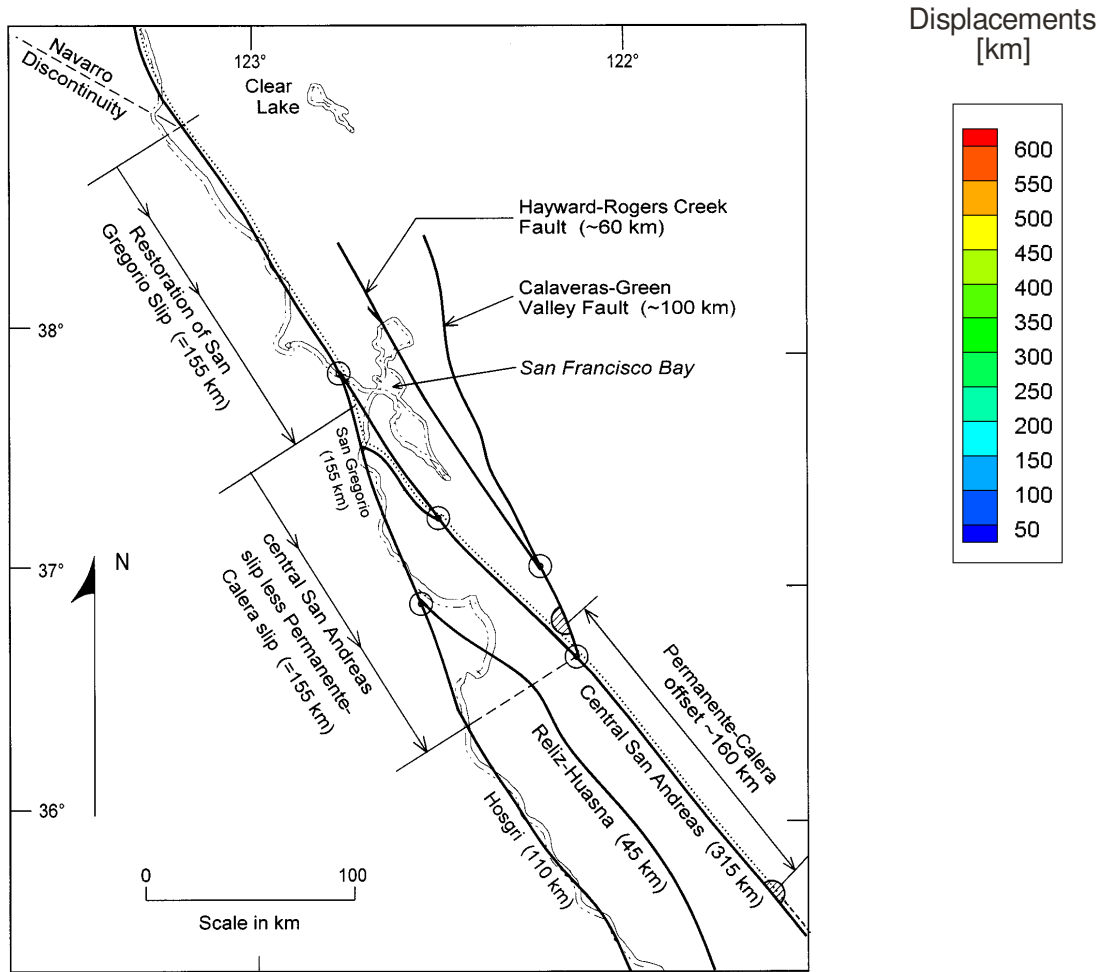 Displacements
[km]
123°
122°
Navarro
Discontinuity
Clear
Lake
Hayward-Rogers Creek
Fault (~60 km)
Calaveras-Green
Valley Fault (~100 km)
San Francisco Bay
Restoration of San
Gregorio Slip (=155 km)
38°
San Gregorio
(155 km)
central San Andreas
slip less Permanente-
Calera slip (=155 km)
37°
N
Permanente-Calera
offset ~160 km
Central San Andreas (315 km)
Reliz-Huasna (45 km)
Hosgri (110 km)
36°
0
100
Scale in km
600
550
500
450
400
350
300
250
200
150
100
50